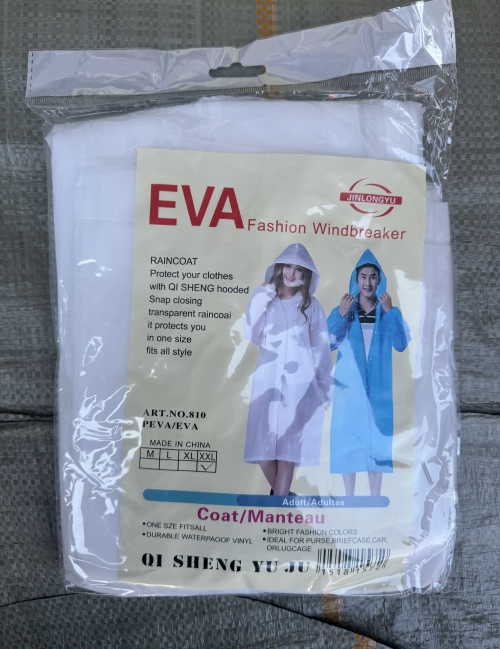 EVA
Fashion Windbreaker
JINLONGYU
RAINCOAT
Protect your clothes
with QI SHENG hooded
Snap closing
transparent raincoai
it protects you
in one size
fits all style
ART.NO.810
PEVA/EVA
MADE IN CHINA
M L XL XXL
Adult/Adultes
Coat/Manteau
•ONE SZE FITSALL
•DURABLE WATERPAOOF VINYL
•BRIGHT FASHION COLORS
•IDEAL FOR PURSE,BRIEFCASE,CAR,
ORLUGCAGE
QI SHENG YU JU